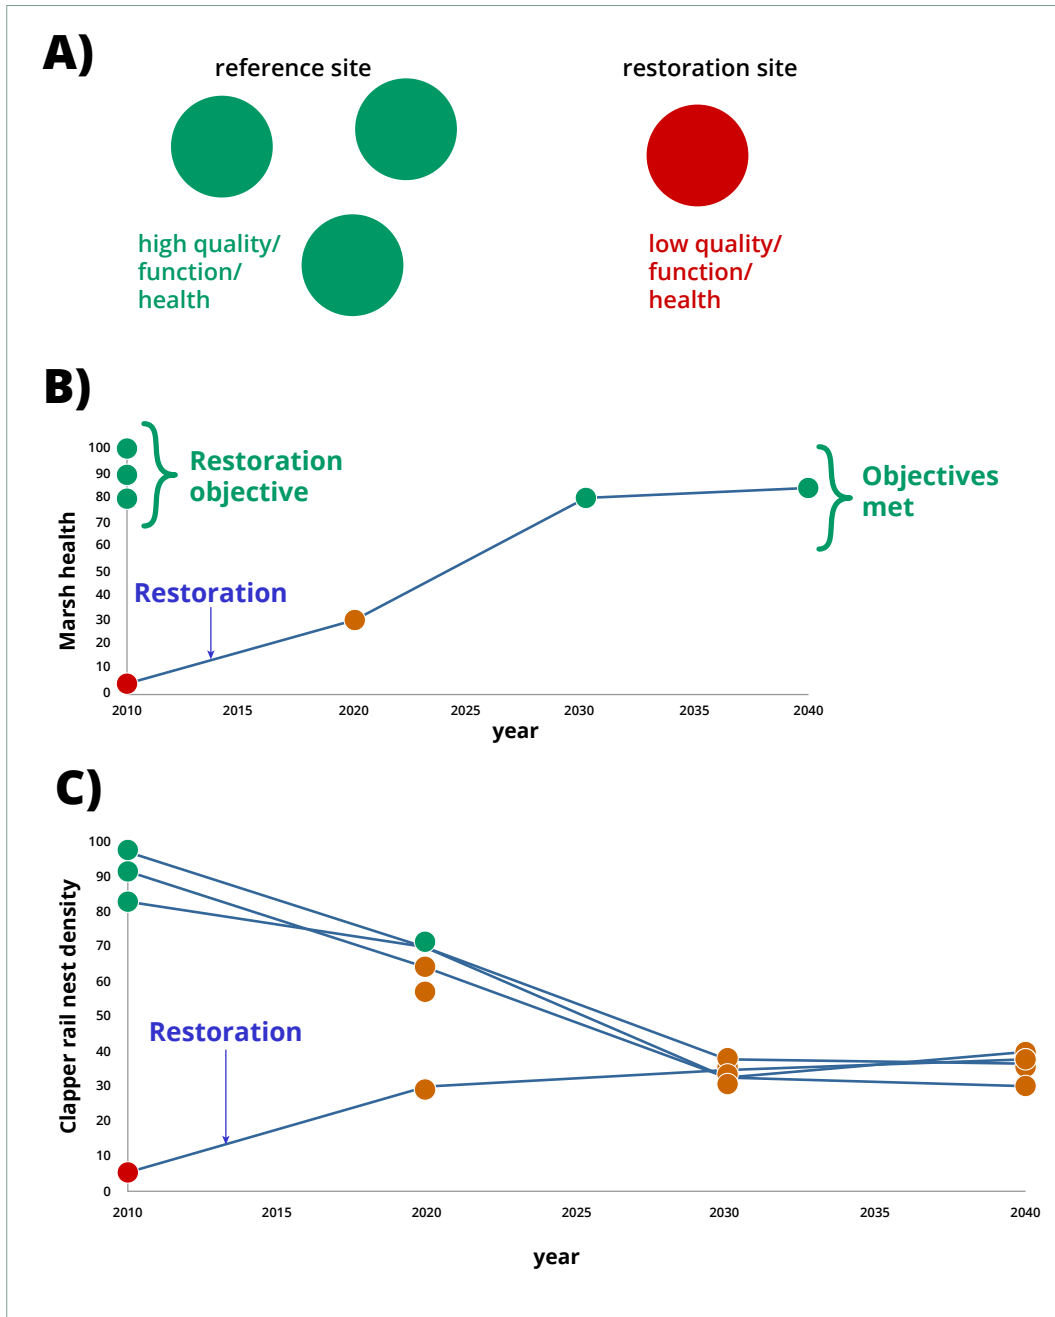 A)
reference site
restoration site
high quality/
function/
health
low quality/
function/
health
B)
100
90
80
70
60
50
40
30
20
10
0
Marsh health
Restoration
objective
Restoration
Objectives
met
2010 2015 2020 2025 2030 2035 2040
year
C)
100
90
80
70
60
50
40
30
20
10
0
Clapper rail nest density
Restoration
2010 2015 2020 2025 2030 2035 2040
year